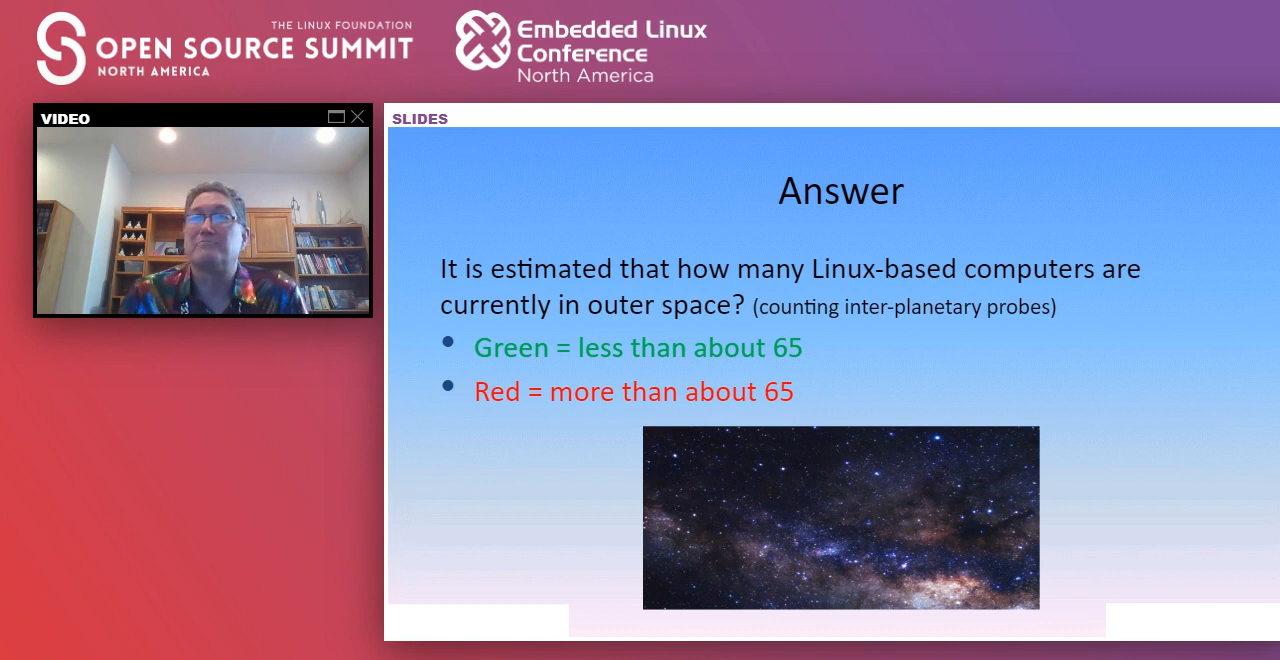 THE LINUX FOUNDATION
OPEN SOURCE SUMMIT
NORTH AMERICA
Embedded Linux
Conference
North America
VIDEO
SLIDES
Answer
It is estimated that how many Linux-based computers are
currently in outer space? (counting inter-planetary probes)
Green = less than about 65
Red = more than about 65